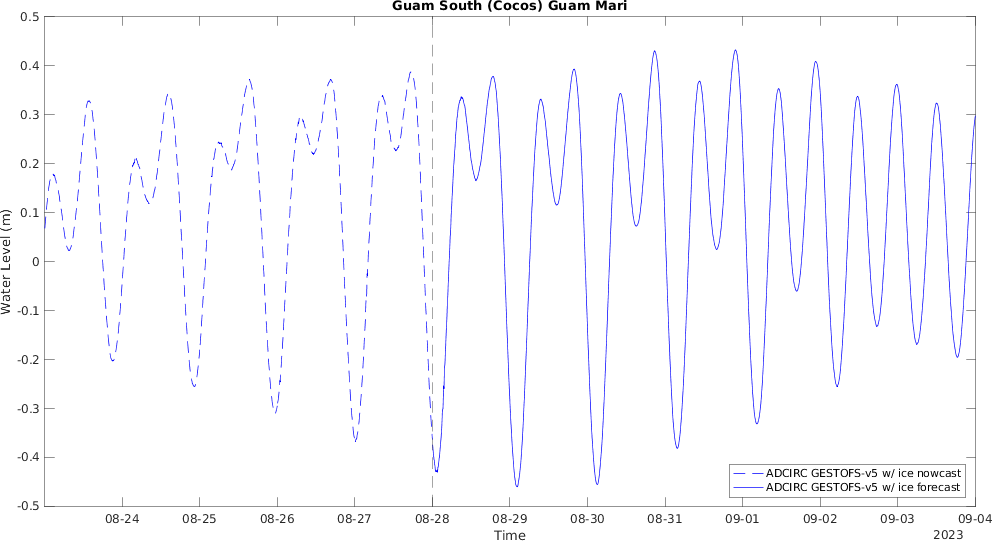 Guam South (Cocos) Guam Mari
0.5
0.4
0.3
0.2
0.1
0
-0.1
-0.2
-0.3
-0.4
-0.5
Water Level (m)
ADCIRC GESTOFS-v5 w/ ice nowcast
ADCIRC GESTOFS-v5 w/ ice forecast
08-24 08-25 08-26 08-27 08-28 08-29 08-30 08-31 09-01 09-02 09-03 09-04
Time
2023